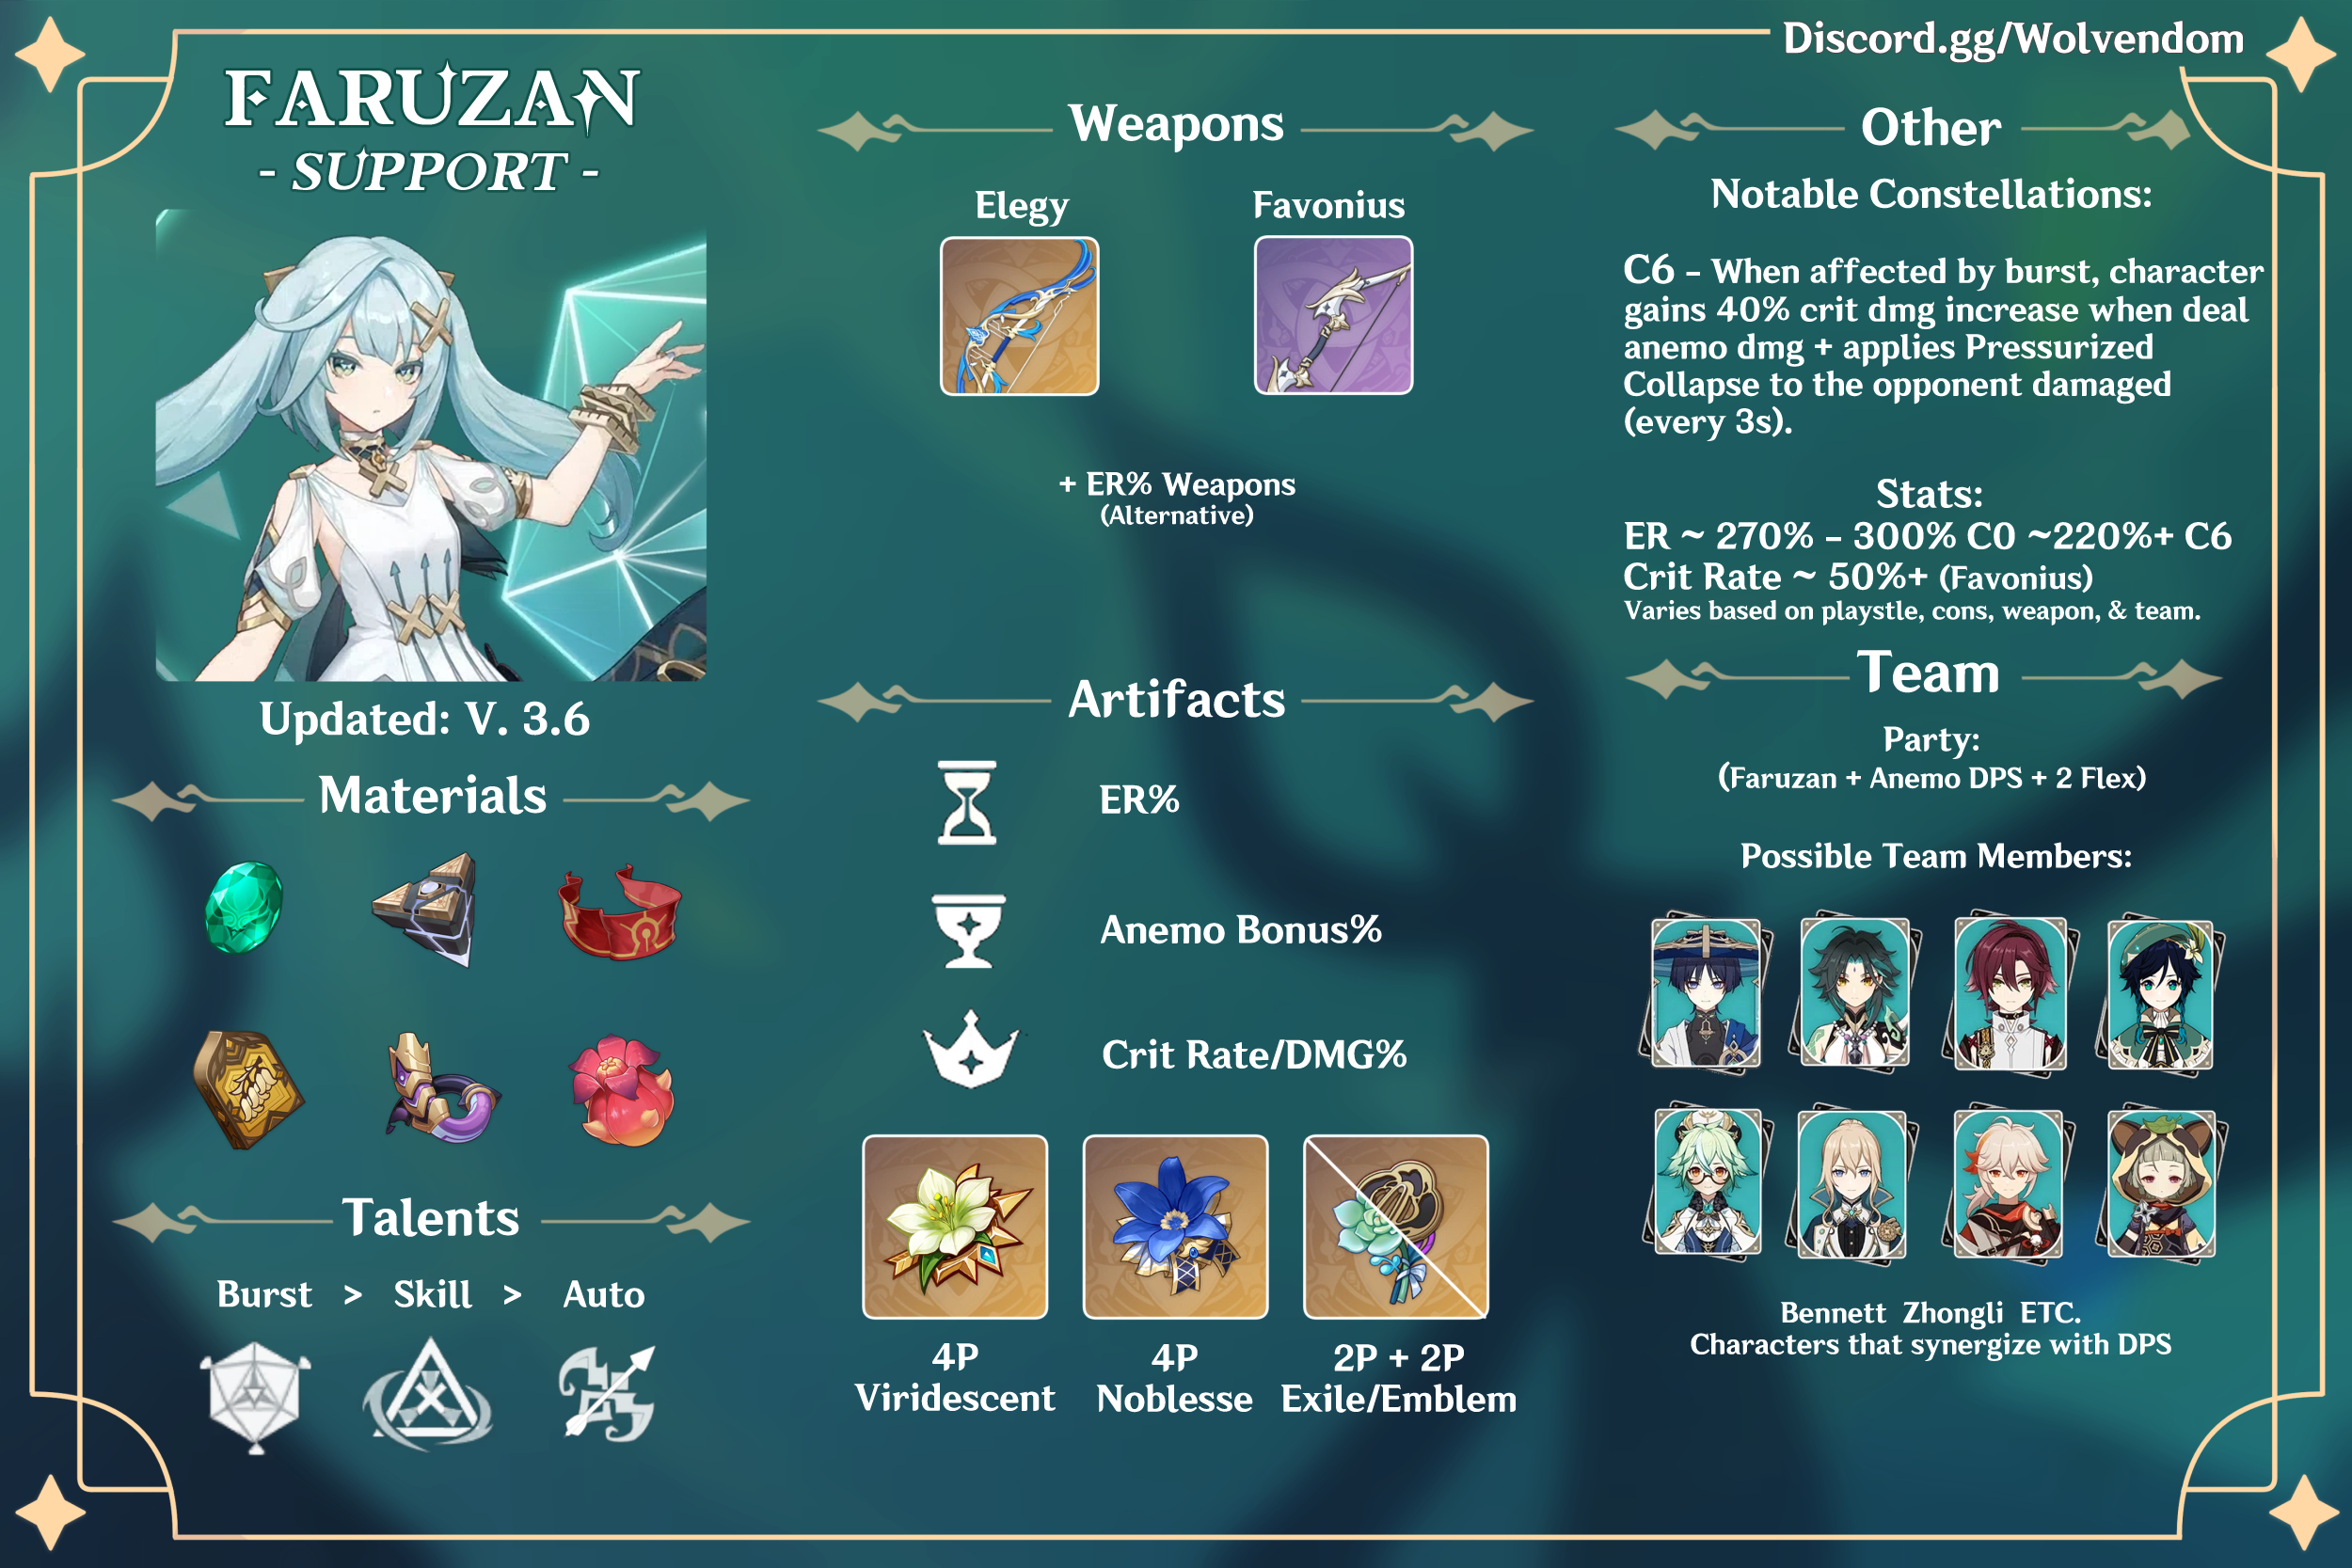 Discord.gg/Wolvendom
FARUZAN
- SUPPORT -
Updated: V. 3.6
Materials
Talents
Burst > Skill > Auto
Weapons
Elegy
Favonius
+ ER% Weapons
(Alternative)
Artifacts
ER%
Anemo Bonus%
Crit Rate/DMG%
4P
Viridescent
4P
Noblesse
2P + 2P
Exile/Emblem
Other
Notable Constellations:
C6 - When affected by burst, character
gains 40% crit dmg increase when deal
anemo dmg + applies Pressurized
Collapse to the opponent damaged
(every 3s).
Stats:
ER ~ 270% - 300% C0 ~220%+ C6
Crit Rate ~ 50%+ (Favonius)
Varies based on playstle, cons, weapon, & team.
Team
Party:
(Faruzan + Anemo DPS + 2 Flex)
Possible Team Members:
Bennett Zhongli ETC.
Characters that synergize with DPS